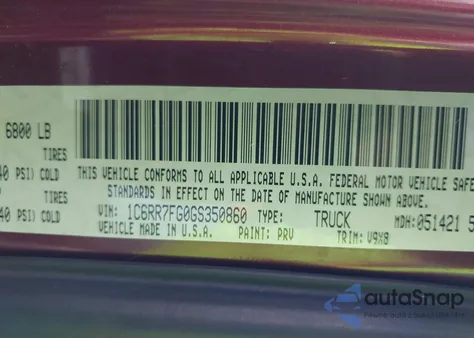 6800 LB
TIRES
40 PSI) COLD
THIS VEHICLE CONFORMS TO ALL APPLICABLE U.S.A. FEDERAL MOTOR VEHICLE SAFE
TIRES
STANDARDS IN EFFECT ON THE DATE OF MANUFACTURE SHOWN ABOVE.
40 PSI) COLD
VIN: 1C6RR7FG0GS350860 TYPE: TRUCK MDH: 051421 5
VEHICLE MADE IN U.S.A. PAINT: PRV TRIM: V9X8
autoSnap